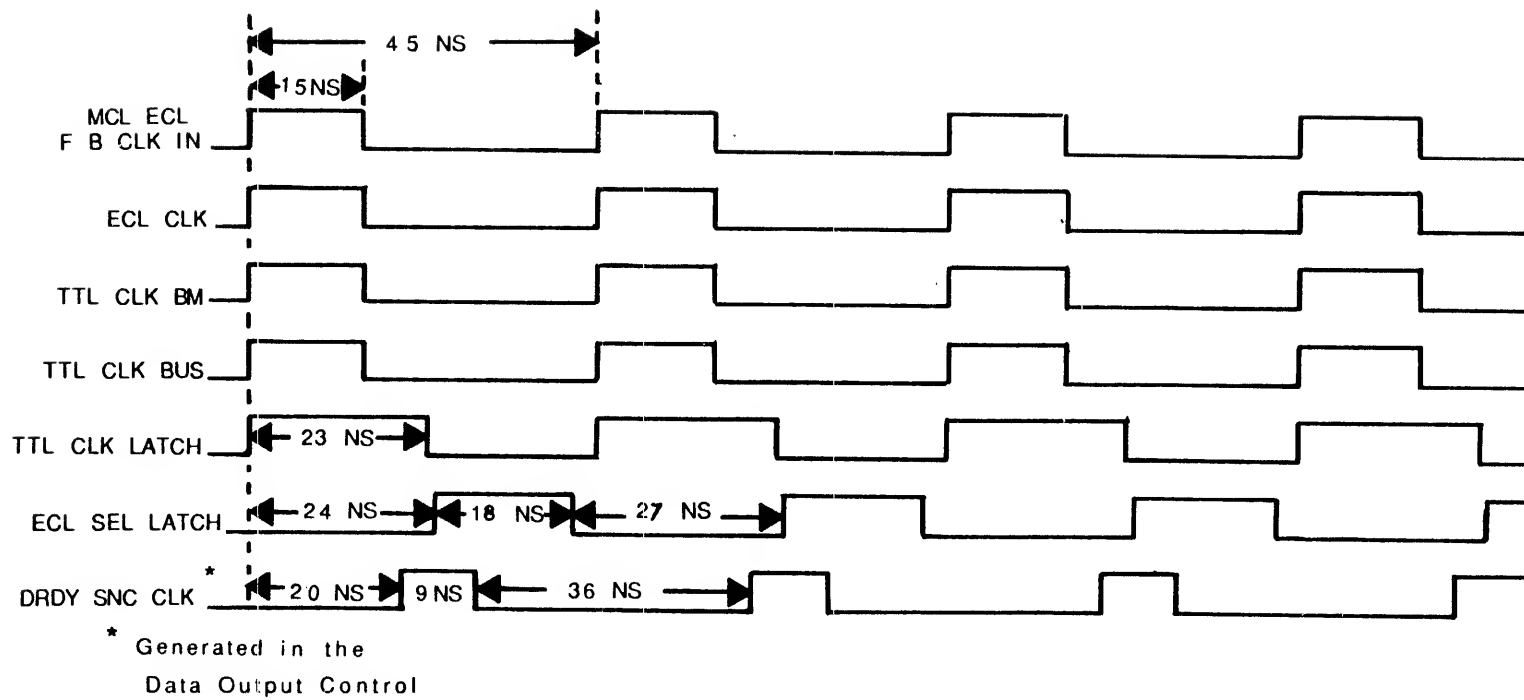 45 NS
15NS
MCL ECL
F B CLK IN
ECL CLK
TTL CLK BM
TTL CLK BUS
TTL CLK LATCH
23 NS
ECL SEL LATCH
24 NS
18 NS
27 NS
DRDY SNC CLK *
20 NS
9NS
36 NS
* Generated in the
Data Output Control